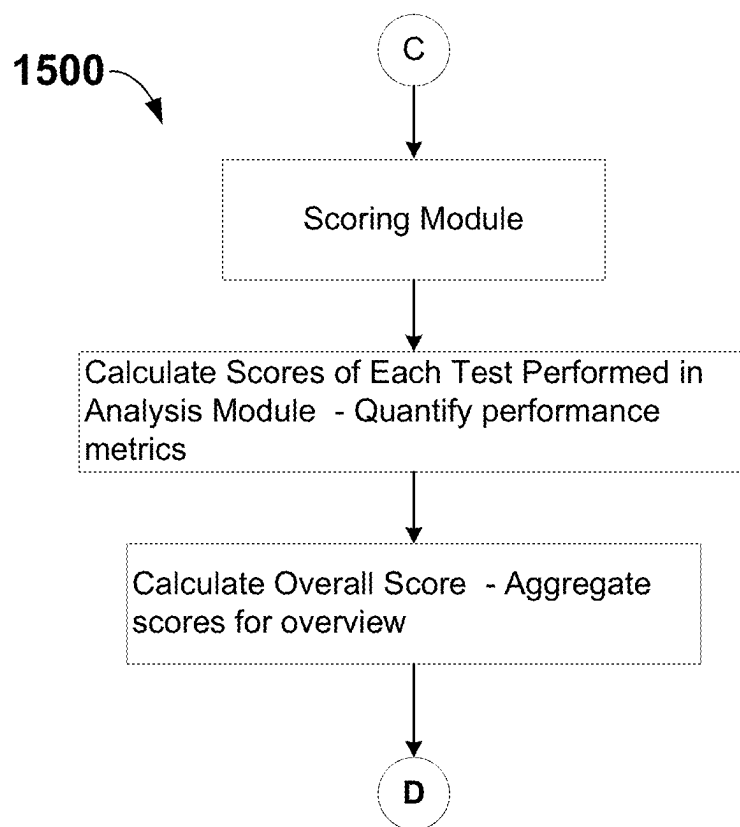 C
1500
Scoring Module
Calculate Scores of Each Test Performed in
Analysis Module - Quantify performance
metrics
Calculate Overall Score - Aggregate
scores for overview
D